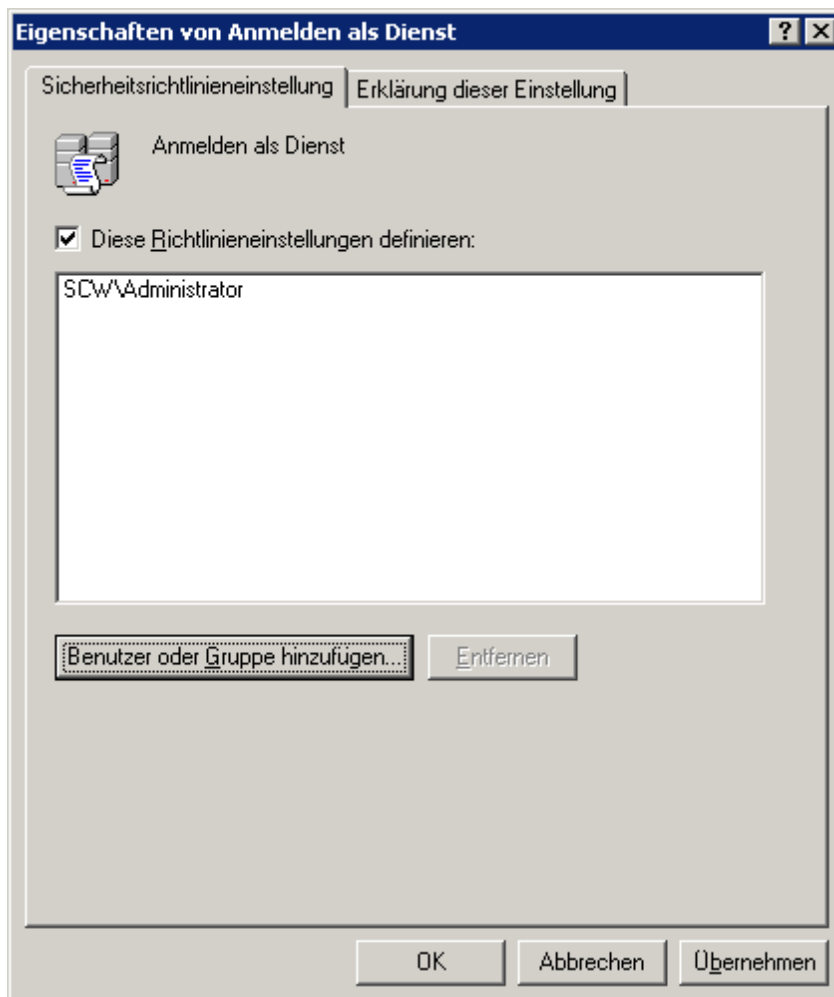 Eigenschaften von Anmelden als Dienst
Sicherheitsrichtlinieneinstellung
Erklärung dieser Einstellung
Anmelden als Dienst
Diese Richtlinieneinstellungen definieren:
SCW\Administrator
Benutzer oder Gruppe hinzufügen...
Entfernen
OK
Abbrechen
Übernehmen